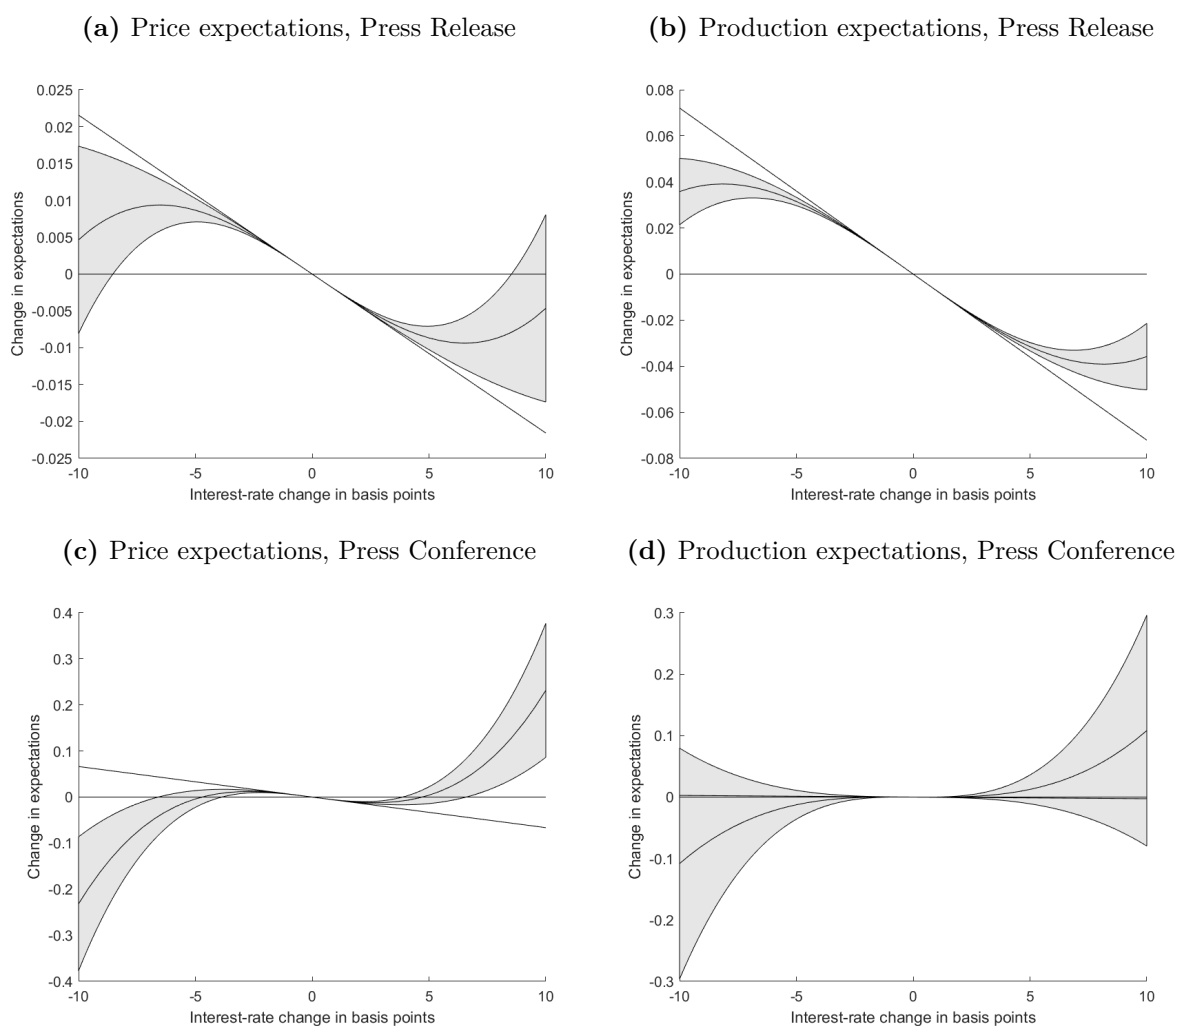 (a) Price expectations, Press Release
0.025
0.02
0.015
0.01
0.005
0
-0.005
-0.01
-0.015
-0.02
-0.025
Change in expectations
-10 -5 0 5 10
Interest-rate change in basis points
(b) Production expectations, Press Release
0.08
0.06
0.04
0.02
0
-0.02
-0.04
-0.06
-0.08
Change in expectations
-10 -5 0 5 10
Interest-rate change in basis points
(c) Price expectations, Press Conference
0.4
0.3
0.2
0.1
0
-0.1
-0.2
-0.3
-0.4
Change in expectations
-10 -5 0 5 10
Interest-rate change in basis points
(d) Production expectations, Press Conference
0.3
0.2
0.1
0
-0.1
-0.2
-0.3
Change in expectations
-10 -5 0 5 10
Interest-rate change in basis points